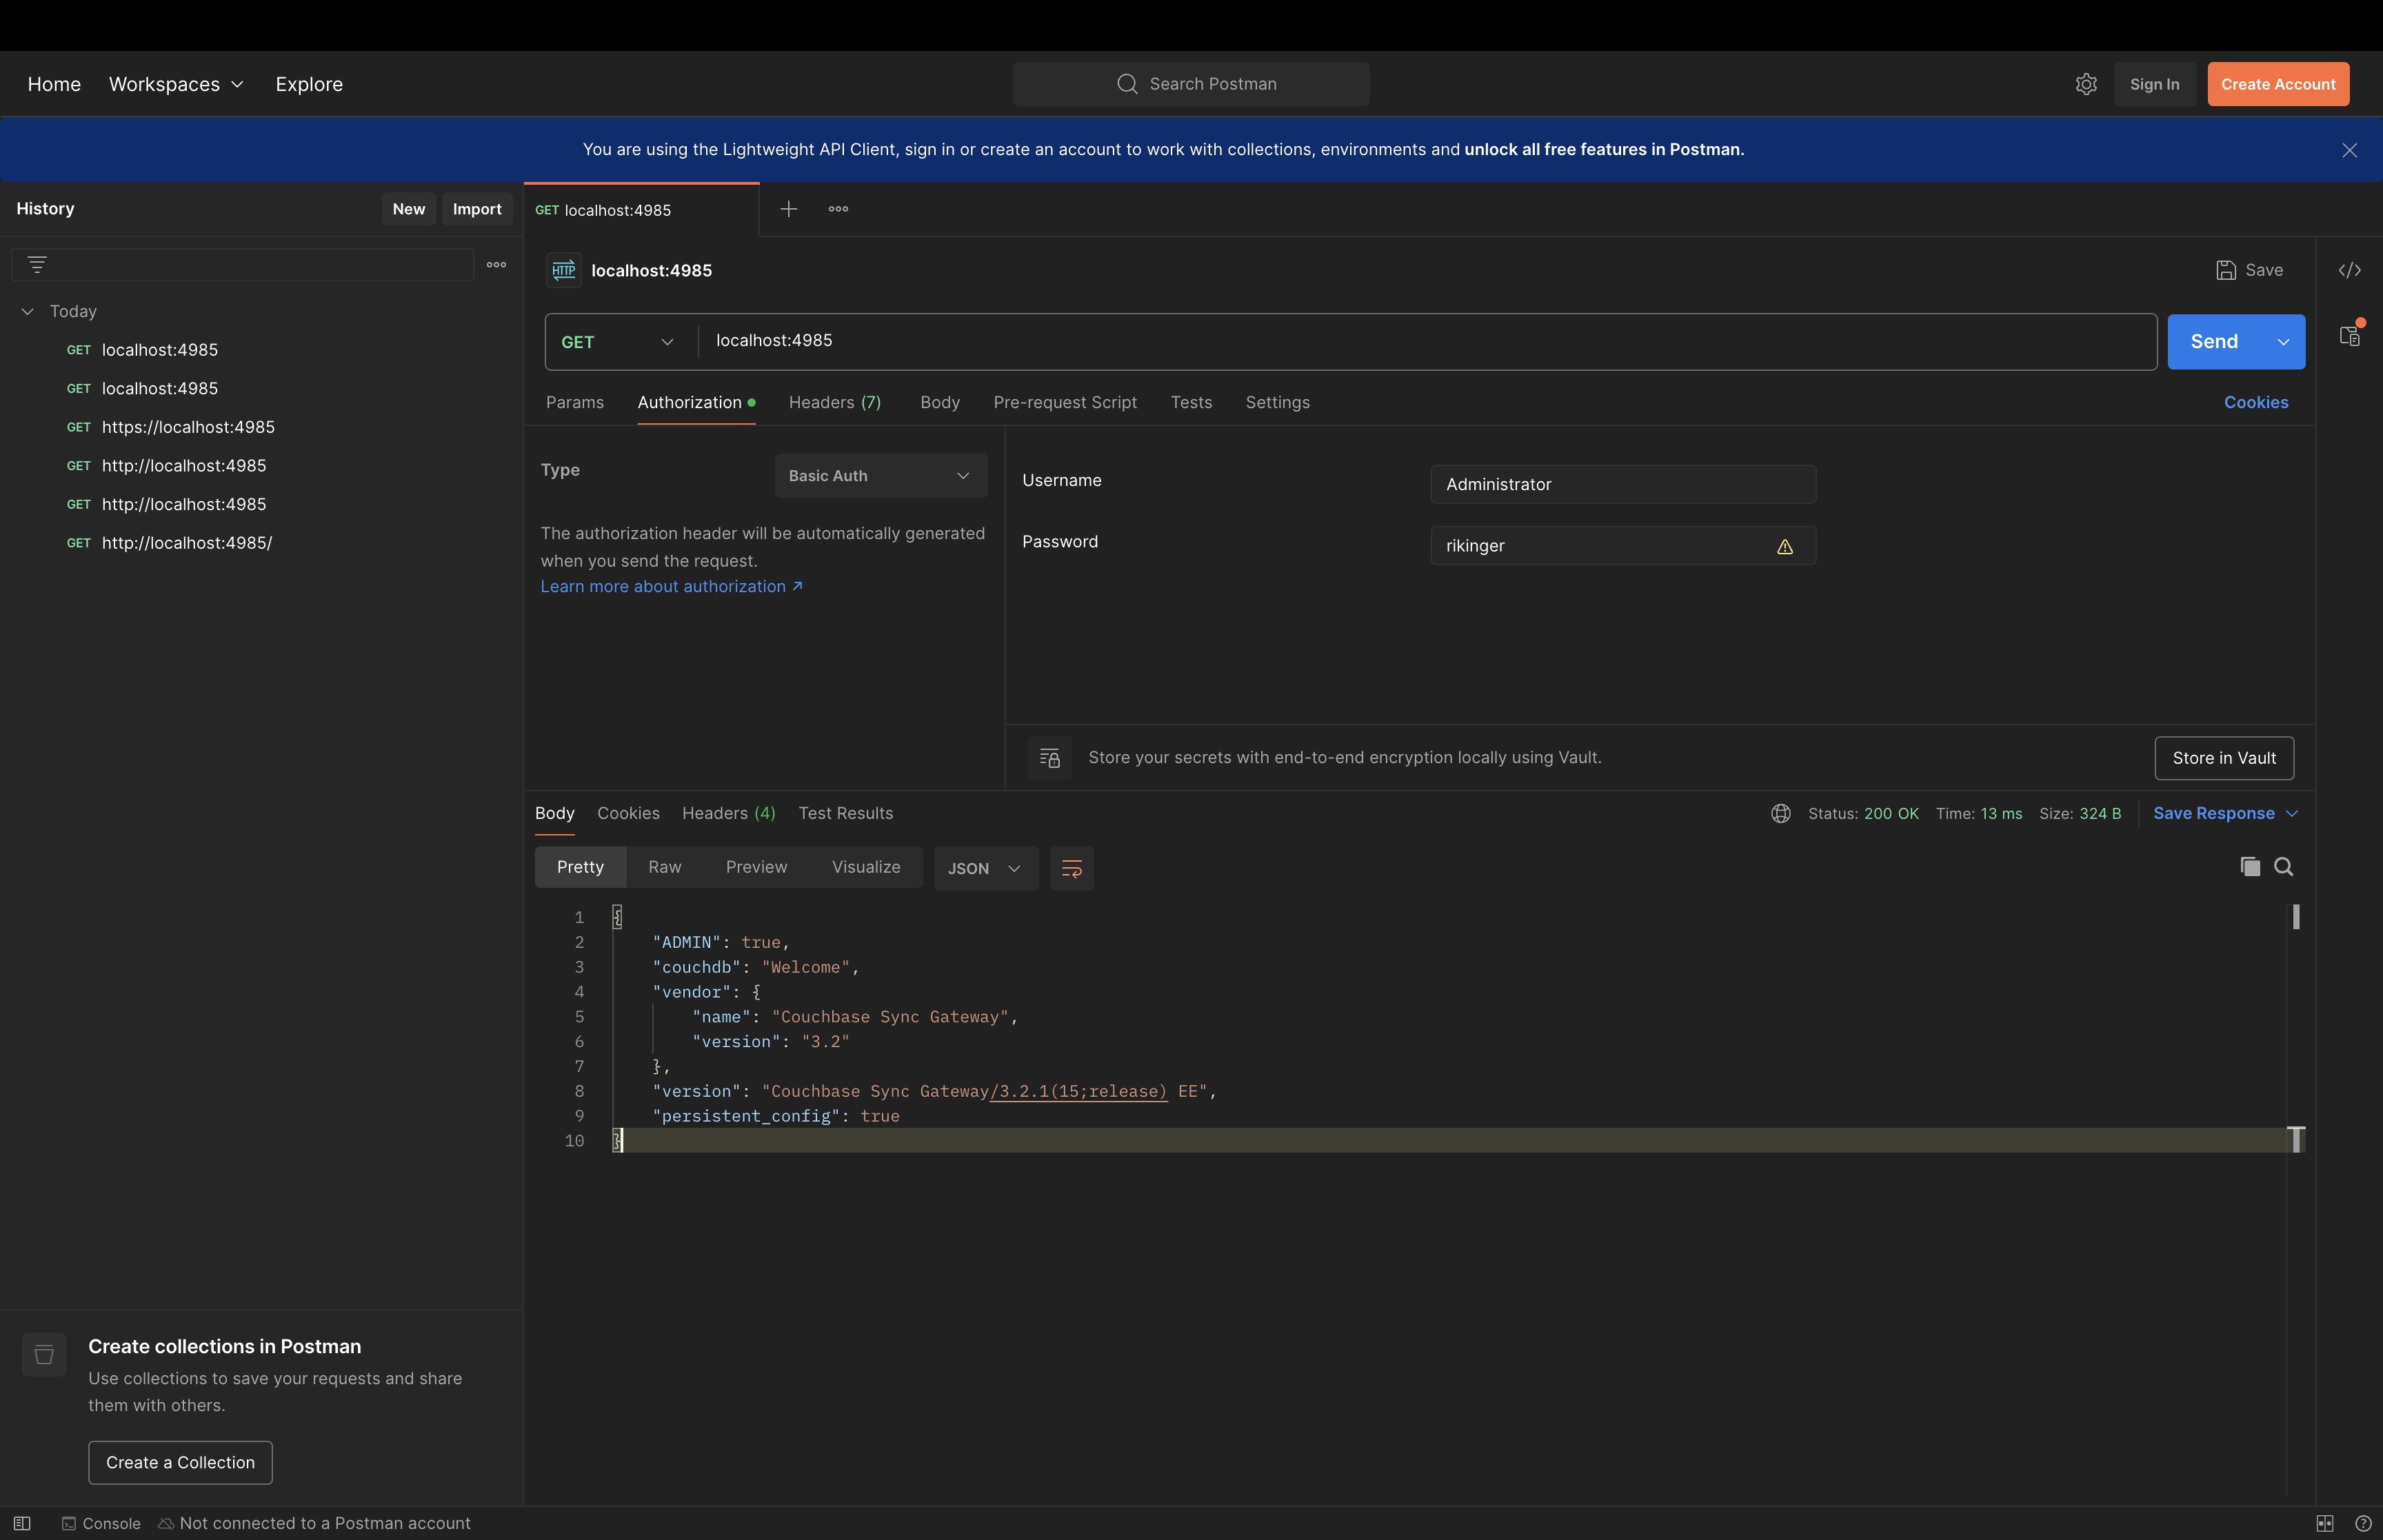 Home Workspaces Explore Search Postman Sign In Create Account
You are using the Lightweight API Client, sign in or create an account to work with collections, environments and unlock all free features in Postman.
History New Import
GET localhost:4985
HTTP localhost:4985 Save
Today
GET localhost:4985
GET localhost:4985
GET https://localhost:4985
GET http://localhost:4985
GET http://localhost:4985
GET http://localhost:4985/
GET localhost:4985 Send
Params Authorization Headers (7) Body Pre-request Script Tests Settings Cookies
Type Basic Auth
The authorization header will be automatically generated
when you send the request.
Learn more about authorization
Username Administrator
Password rikinger
Store your secrets with end-to-end encryption locally using Vault. Store in Vault
Body Cookies Headers (4) Test Results Status: 200 OK Time: 13 ms Size: 324 B Save Response
Pretty Raw Preview Visualize JSON
1 {
2 "ADMIN": true,
3 "couchdb": "Welcome",
4 "vendor": {
5 "name": "Couchbase Sync Gateway",
6 "version": "3.2"
7 },
8 "version": "Couchbase Sync Gateway/3.2.1(15;release) EE",
9 "persistent_config": true
10 }
Create collections in Postman
Use collections to save your requests and share
them with others.
Create a Collection
Console Not connected to a Postman account